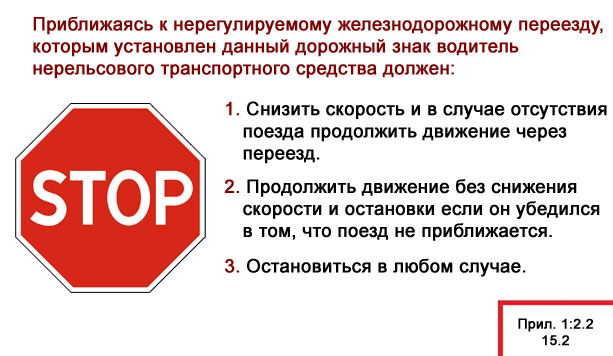 Приближаясь к нерегулируемому железнодорожному переезду,
которым установлен данный дорожный знак водитель
нерельсового транспортного средства должен:
STOP
1. Снизить скорость и в случае отсутствия
поезда продолжить движение через
переезд.
2. Продолжить движение без снижения
скорости и остановки если он убедился
в том, что поезд не приближается.
3. Остановиться в любом случае.
Прил. 1:2.2
15.2